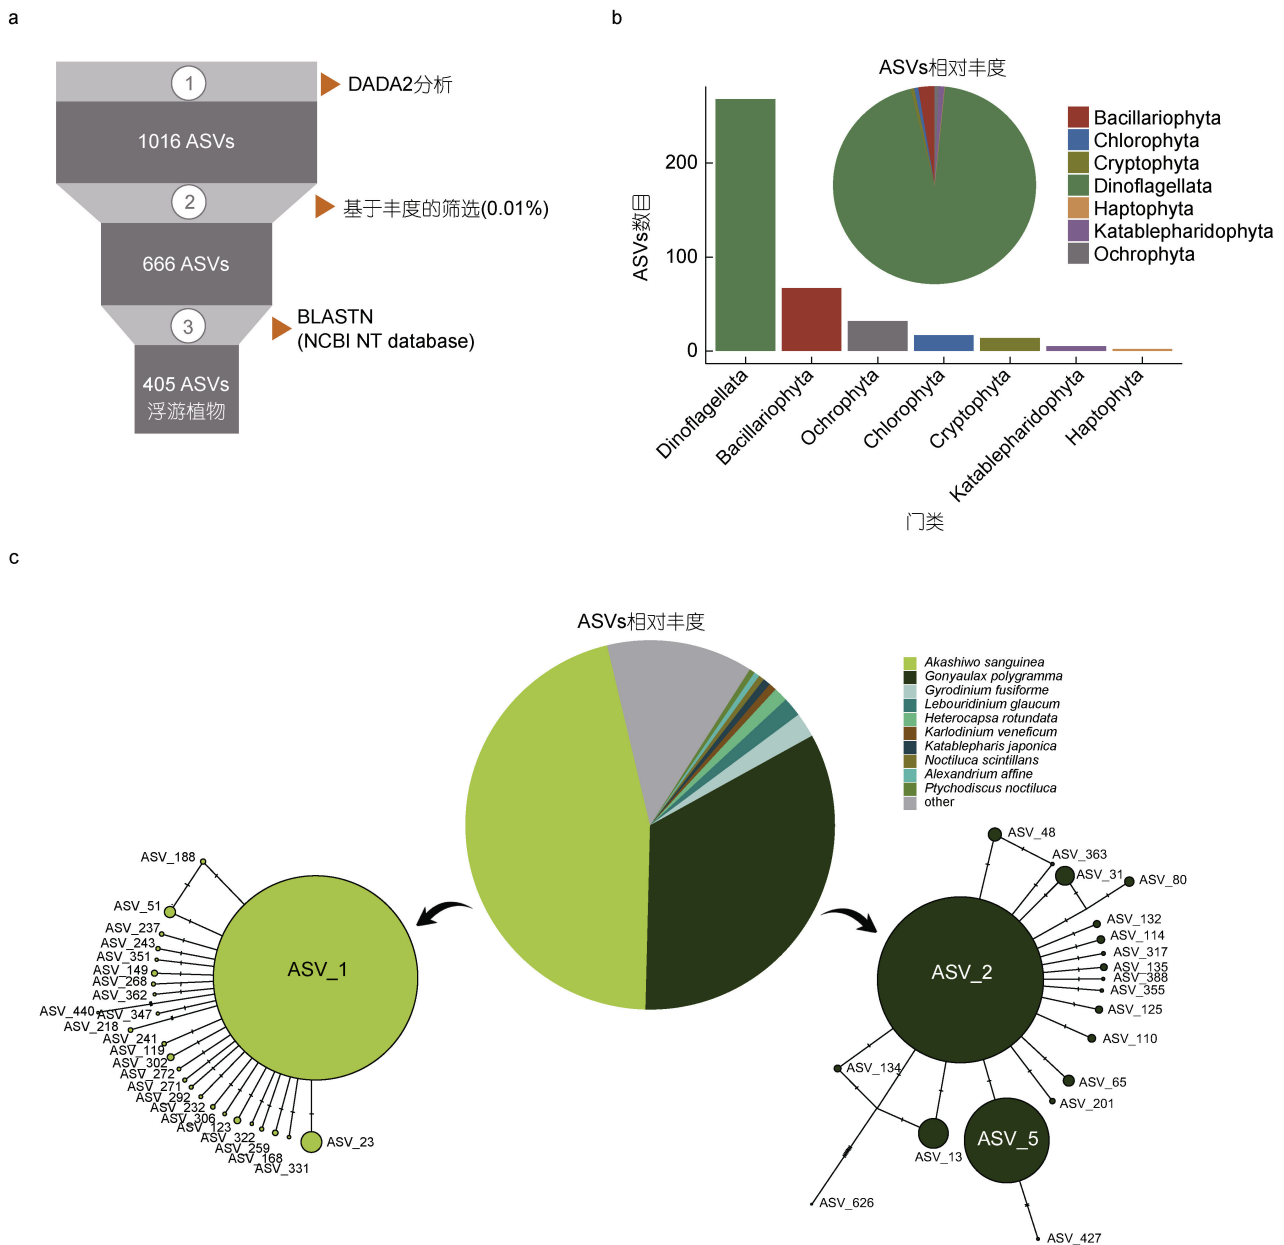 a
1
DADA2分析
1016 ASVs
2
基于丰度的筛选(0.01%)
666 ASVs
3
BLASTN
(NCBI NT database)
405 ASVs
浮游植物
b
ASVs相对丰度
ASVs数目
200
100
0
Bacillariophyta
Chlorophyta
Cryptophyta
Dinoflagellata
Haptophyta
Katablepharidophyta
Ochrophyta
Dinoflagellata
Bacillariophyta
Ochrophyta
Chlorophyta
Cryptophyta
Katablepharidophyta
Haptophyta
门类
c
ASVs相对丰度
Akashiwo sanguinea
Gonyaulax polygramma
Gyrodinium fusiforme
Lebouridinium glaucum
Heterocapsa rotundata
Karlodinium veneficum
Katablepharis japonica
Noctiluca scintillans
Alexandrium affine
Ptychodiscus noctiluca
other
ASV_188
ASV_51
ASV_237
ASV_243
ASV_351
ASV_149
ASV_268
ASV_362
ASV_440
ASV_347
ASV_218
ASV_241
ASV_119
ASV_302
ASV_272
ASV_271
ASV_292
ASV_232
ASV_306
ASV_123
ASV_322
ASV_259
ASV_168
ASV_331
ASV_23
ASV_1
ASV_48
ASV_363
ASV_31
ASV_80
ASV_132
ASV_114
ASV_317
ASV_135
ASV_388
ASV_355
ASV_125
ASV_110
ASV_65
ASV_201
ASV_2
ASV_134
ASV_13
ASV_5
ASV_626
ASV_427